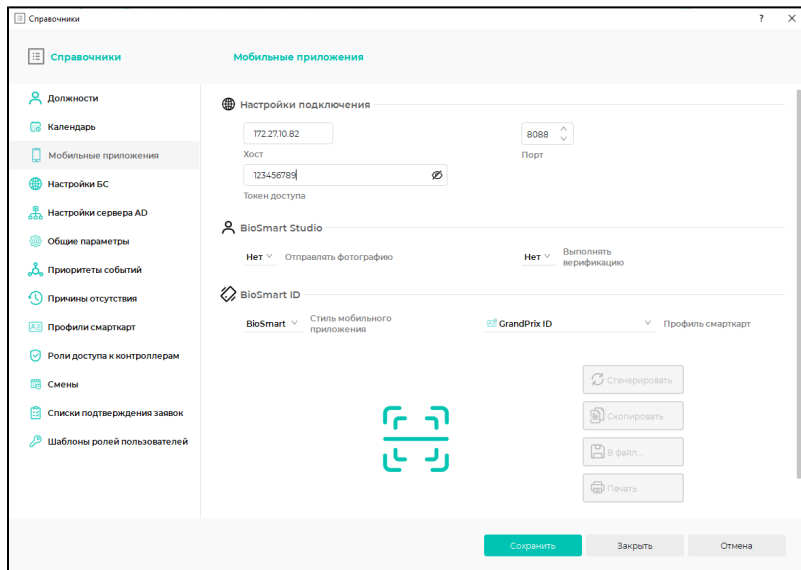 Справочники
?
Справочники
Мобильные приложения
Должности
Календарь
Мобильные приложения
Настройки БС
Настройки сервера AD
Общие параметры
Приоритеты событий
Причины отсутствия
Профили смарткарт
Роли доступа к контроллерам
Смены
Списки подтверждения заявок
Шаблоны ролей пользователей
Настройки подключения
172.27.10.82
8088
Хост
Порт
123456789
Токен доступа
BioSmart Studio
Нет
Отправлять фотографию
Нет
Выполнять
верификацию
BioSmart ID
BioSmart
Стиль мобильного
приложения
GrandPrix ID
Профиль смарткарт
Сгенерировать
Скопировать
В файл...
Печать
Сохранить
Закрыть
Отмена